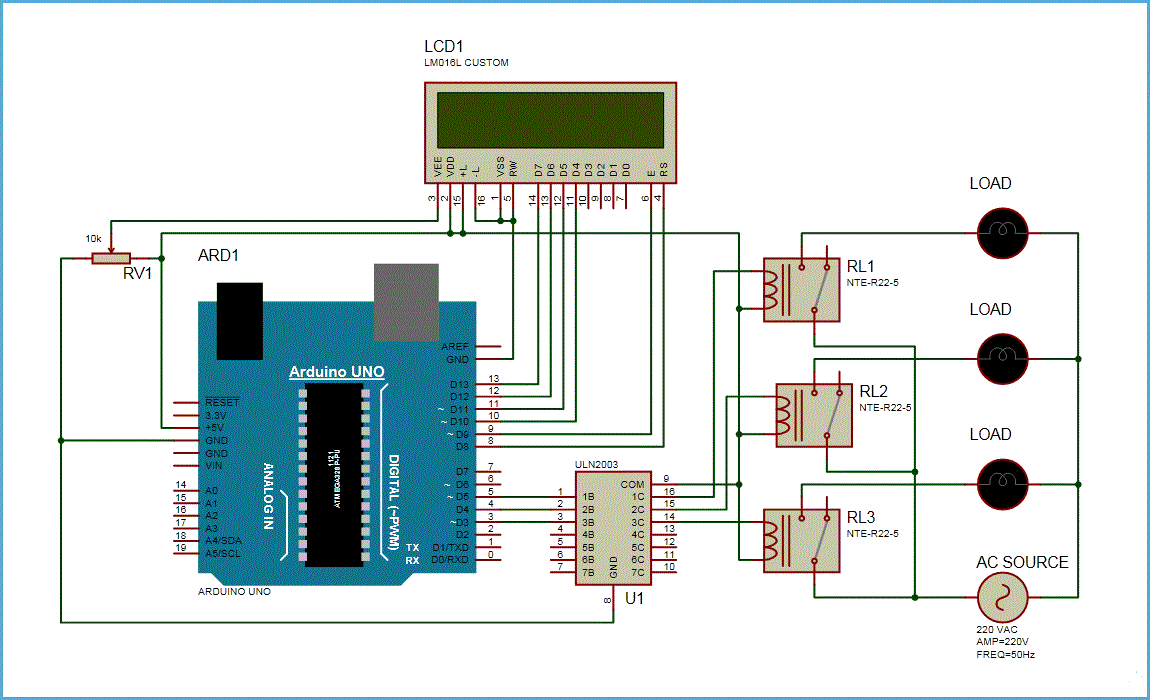 LCD1
LM016L CUSTOM
VEE VDD +L -L VSS RW D7 D6 D5 D4 D3 D2 D1 D0 E RS
3 2 15 16 1 5 14 13 12 11 10 9 8 7 6 4
10k
RV1
ARD1
Arduino UNO
AREF
GND
D13 13
D12 12
~ D11 11
~ D10 10
~ D9 9
D8 8
D7 7
~ D6 6
~ D5 5
D4 4
~ D3 3
D2 2
TX D1/TXD 1
RX D0/RXD 0
RESET
3.3V
+5V
GND
GND
VIN
14 A0
15 A1
16 A2
17 A3
18 A4/SDA
19 A5/SCL
ANALOG IN
1121
ATMEGA328P-PU
DIGITAL (~PWM)
ARDUINO UNO
ULN2003
COM 9
1 1B 1C 16
2 2B 2C 15
3 3B 3C 14
4 4B 4C 13
5 5B 5C 12
6 6B 6C 11
7 7B 7C 10
GND
8
U1
RL1
NTE-R22-5
RL2
NTE-R22-5
RL3
NTE-R22-5
LOAD
LOAD
LOAD
AC SOURCE
220 VAC
AMP=220V
FREQ=50Hz